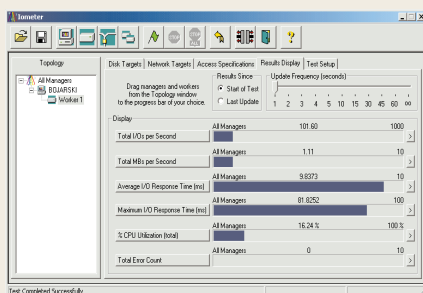 Iometer
Topology
All Managers
BOJARSKI
Worker 1
Disk Targets
Network Targets
Access Specifications
Results Display
Test Setup
Drag managers and workers
from the Topology window
to the progress bar of your choice.
Results Since
Start of Test
Last Update
Update Frequency (seconds)
1 2 3 4 5 10 15 30 45 60 ∞
Display
All Managers 101.60 1000
Total I/Os per Second >
All Managers 1.11 10
Total MBs per Second >
All Managers 9.8373 10
Average I/O Response Time (ms) >
All Managers 81.8252 100
Maximum I/O Response Time (ms) >
All Managers 16.24 % 100 %
% CPU Utilization (total) >
All Managers 0 10
Total Error Count >
Test Completed Successfully